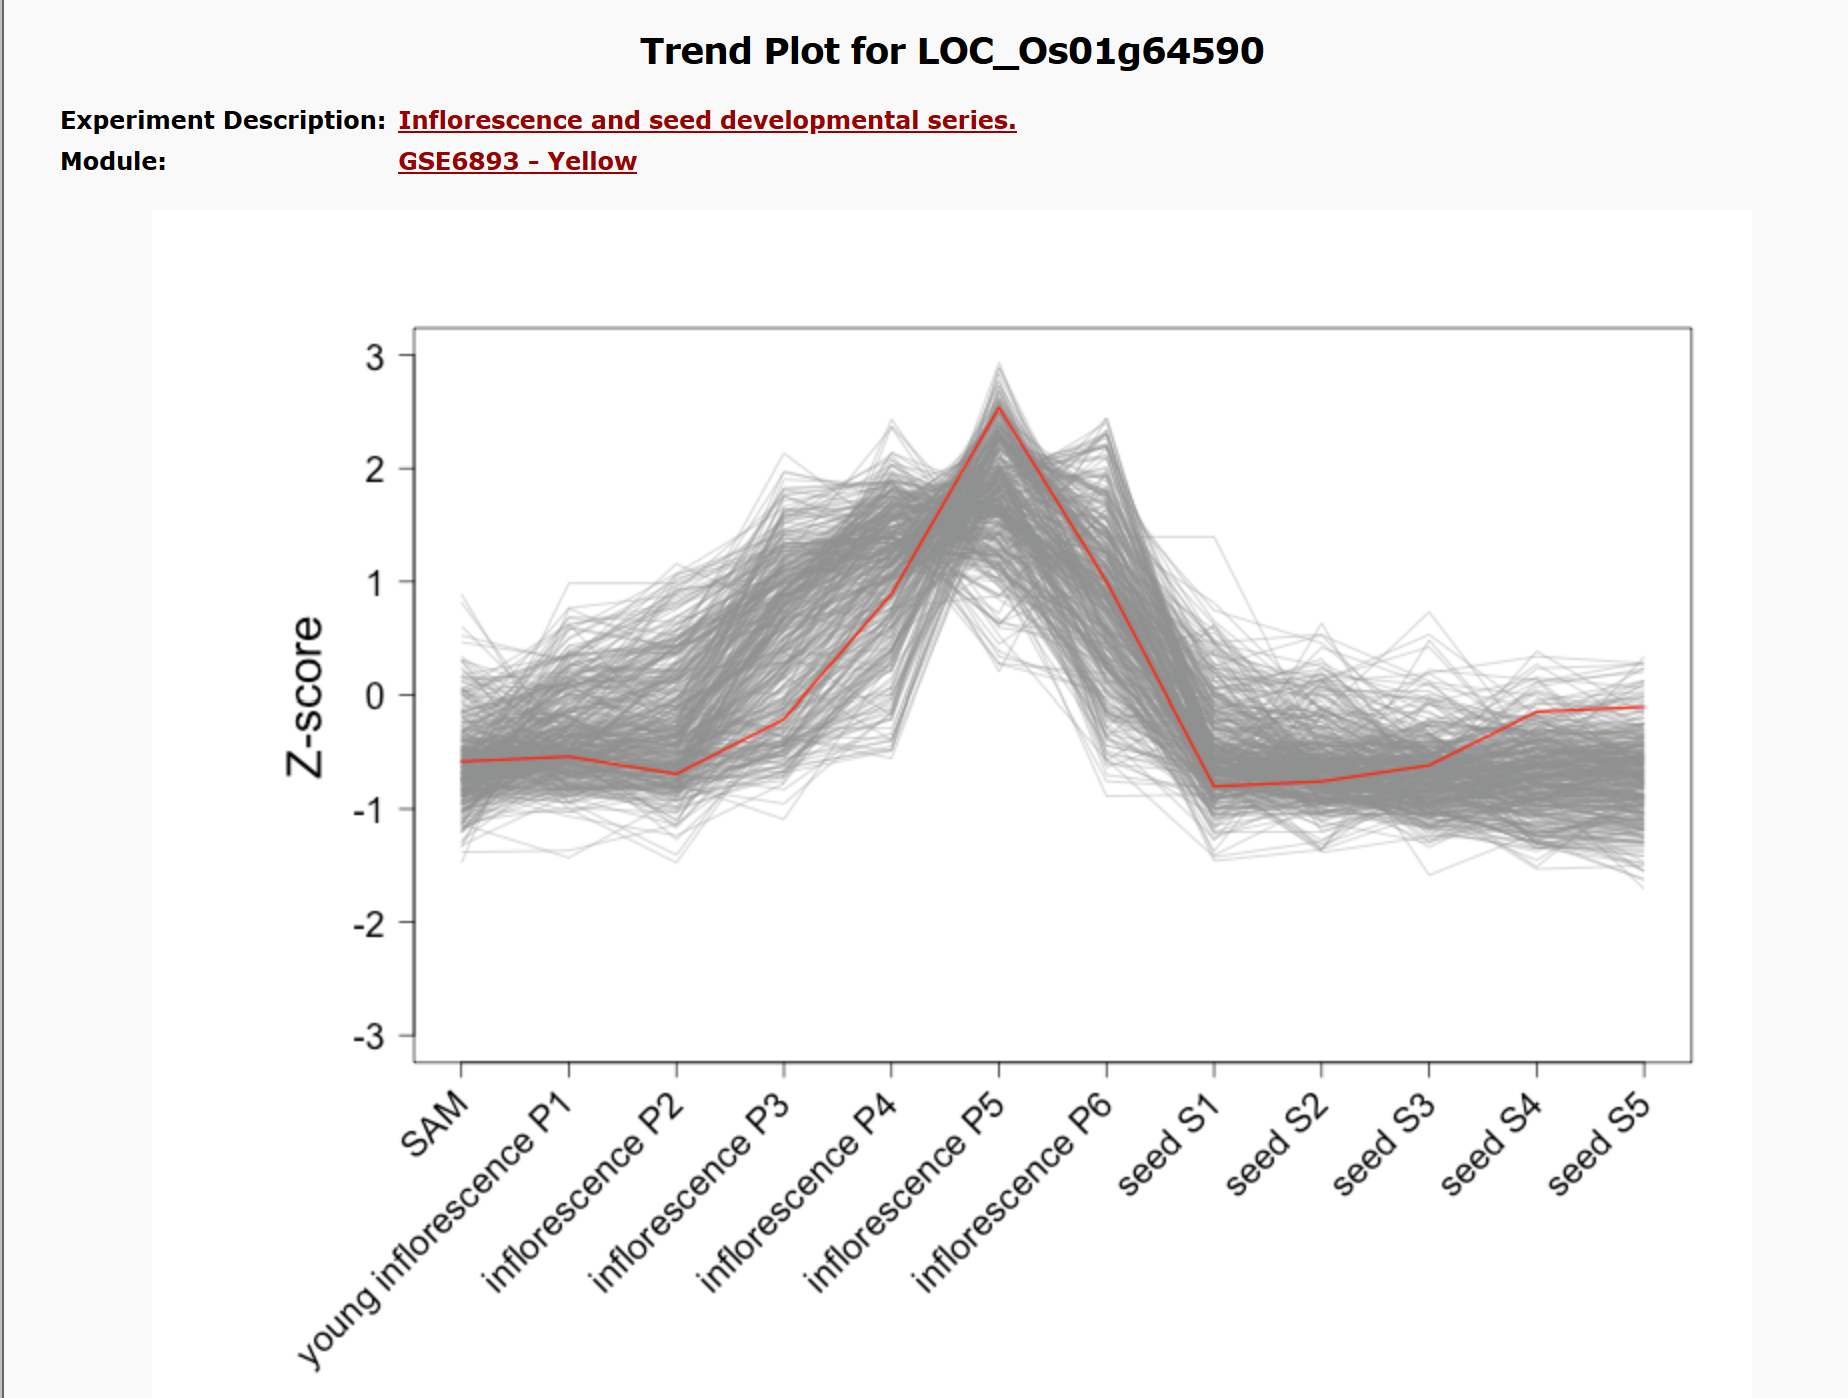 Trend Plot for LOC_Os01g64590
Experiment Description: Inflorescence and seed developmental series.
Module: GSE6893 - Yellow
3
2
1
0
-1
-2
-3
Z-score
SAM
young inflorescence P1
inflorescence P2
inflorescence P3
inflorescence P4
inflorescence P5
inflorescence P6
seed S1
seed S2
seed S3
seed S4
seed S5